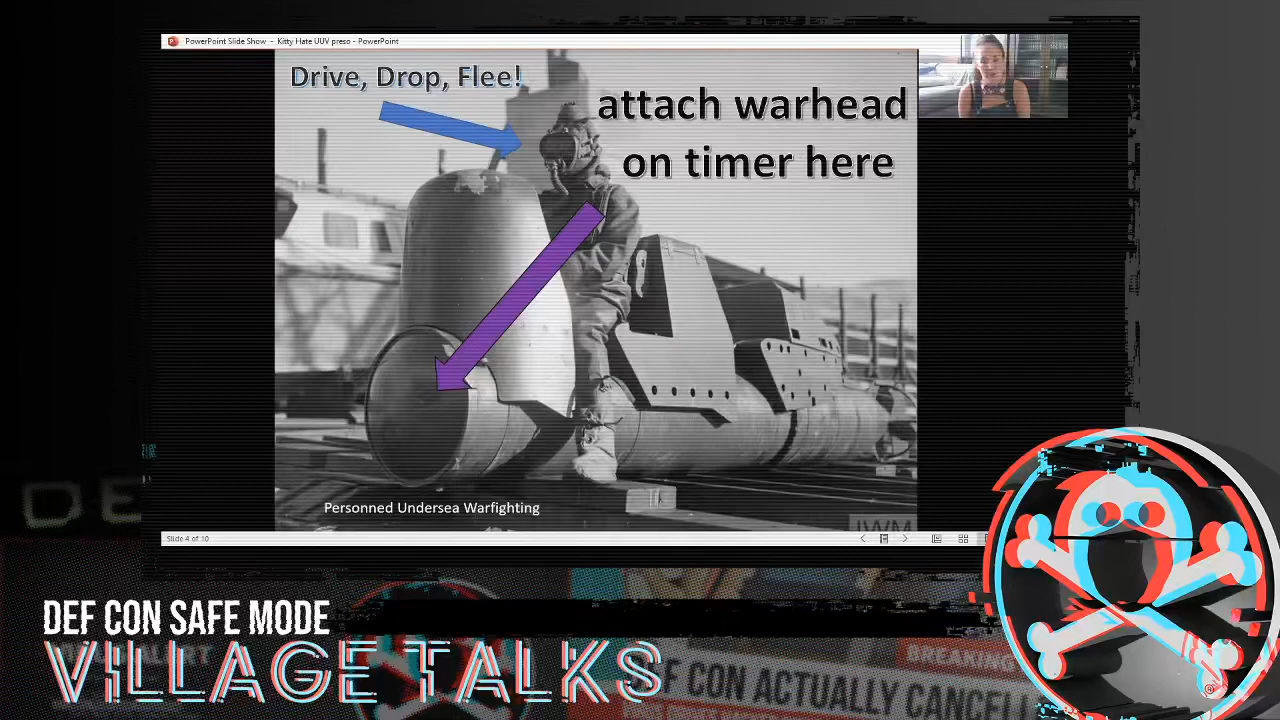 PowerPoint Slide Show - Kitty Hate UUV preso - PowerPoint
Drive, Drop, Flee!
attach warhead
on timer here
Personned Undersea Warfighting
IWM
Slide 4 of 10
DEF CON SAFE MODE
VILLAGE TALKS
BREAKING
DEF CON ACTUALLY CANCELL